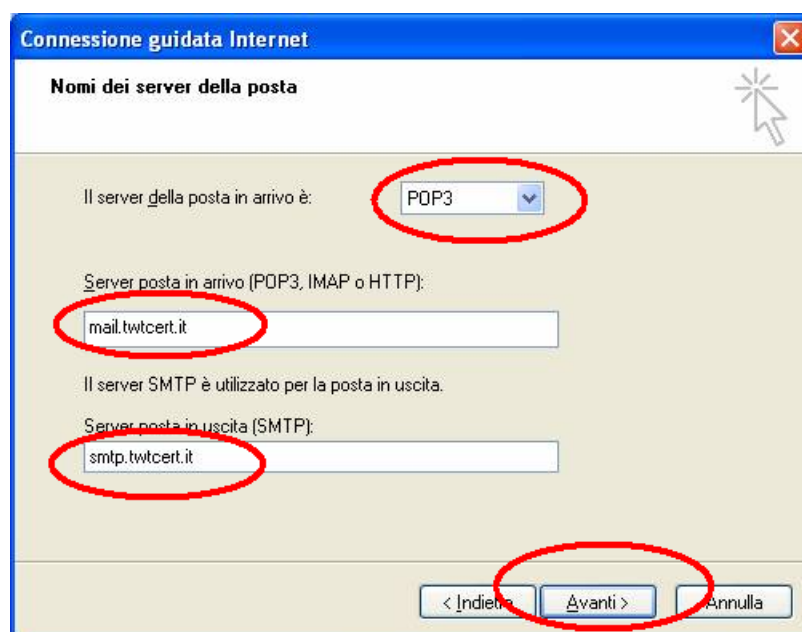 Connessione guidata Internet
Nomi dei server della posta
Il server della posta in arrivo è: POP3
Server posta in arrivo (POP3, IMAP o HTTP):
mail.twtcert.it
Il server SMTP è utilizzato per la posta in uscita.
Server posta in uscita (SMTP):
smtp.twtcert.it
< Indietro Avanti > Annulla